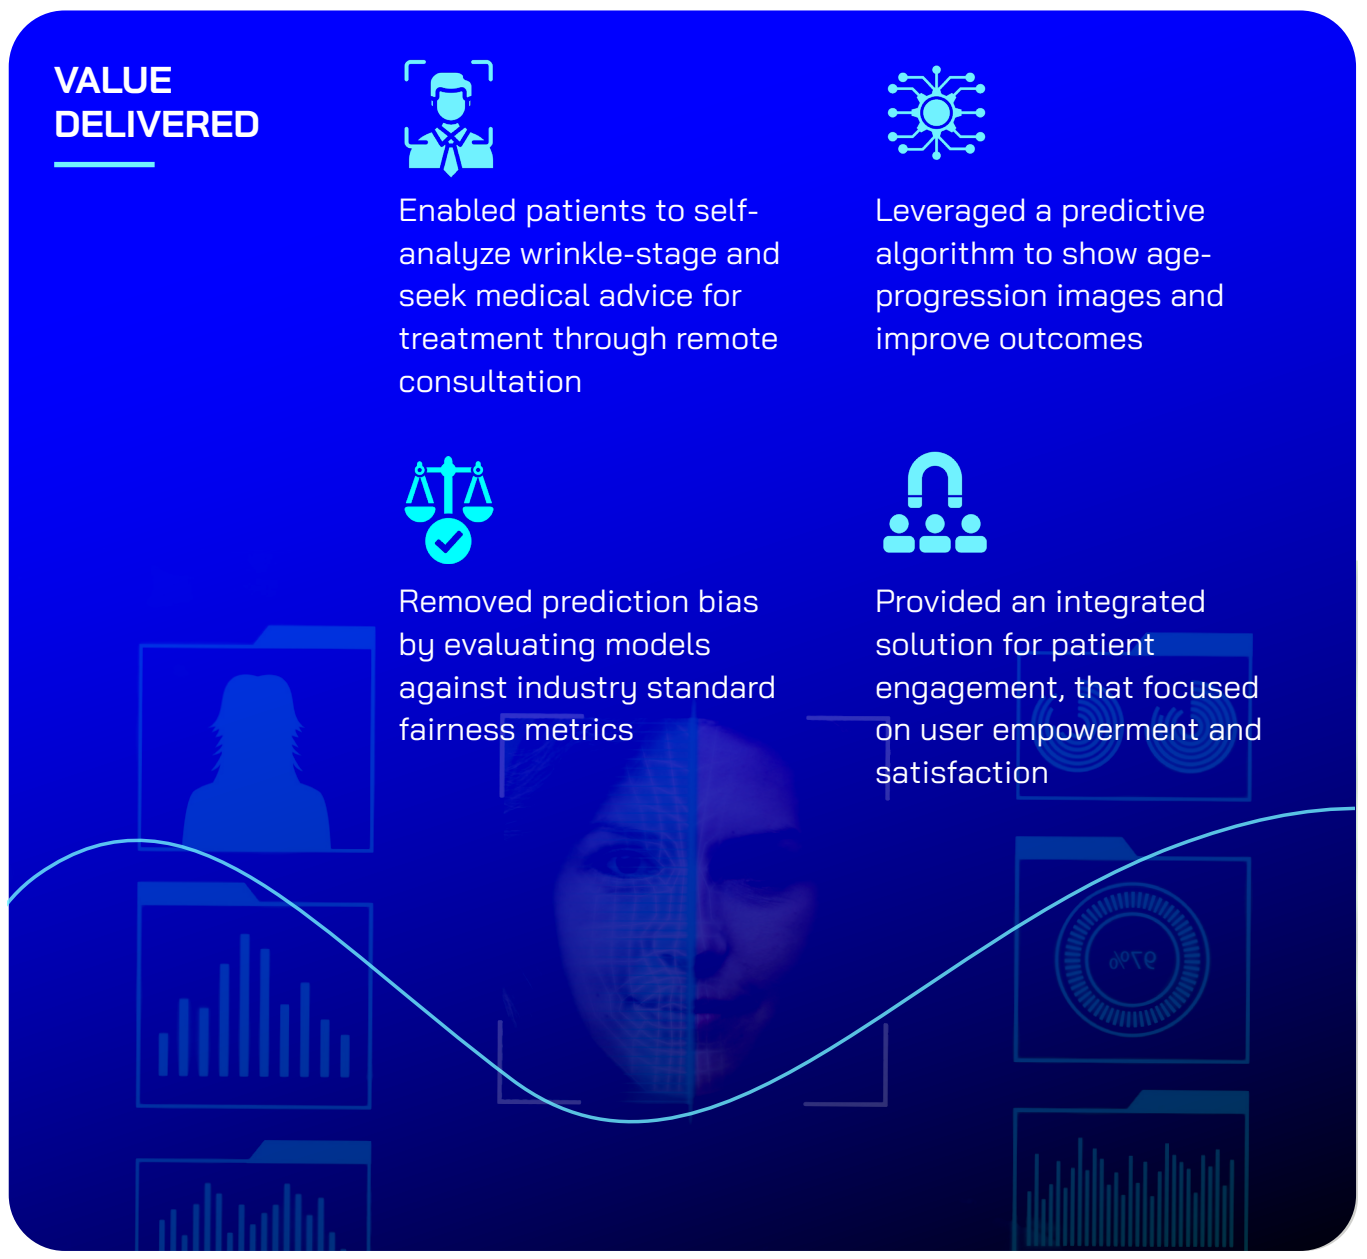 VALUE
DELIVERED
Enabled patients to self-
analyze wrinkle-stage and
seek medical advice for
treatment through remote
consultation
Leveraged a predictive
algorithm to show age-
progression images and
improve outcomes
Removed prediction bias
by evaluating models
against industry standard
fairness metrics
Provided an integrated
solution for patient
engagement, that focused
on user empowerment and
satisfaction
97%